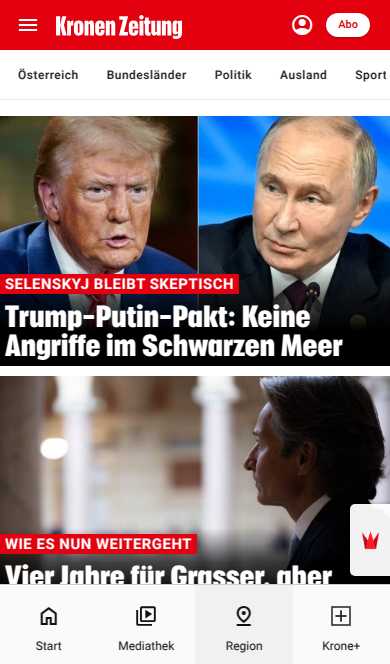 Kronen Zeitung
Abo
Österreich Bundesländer Politik Ausland Sport
SELENSKYJ BLEIBT SKEPTISCH
Trump-Putin-Pakt: Keine
Angriffe im Schwarzen Meer
WIE ES NUN WEITERGEHT
Vier Jahre für Grasser, aber
Start Mediathek Region Krone+